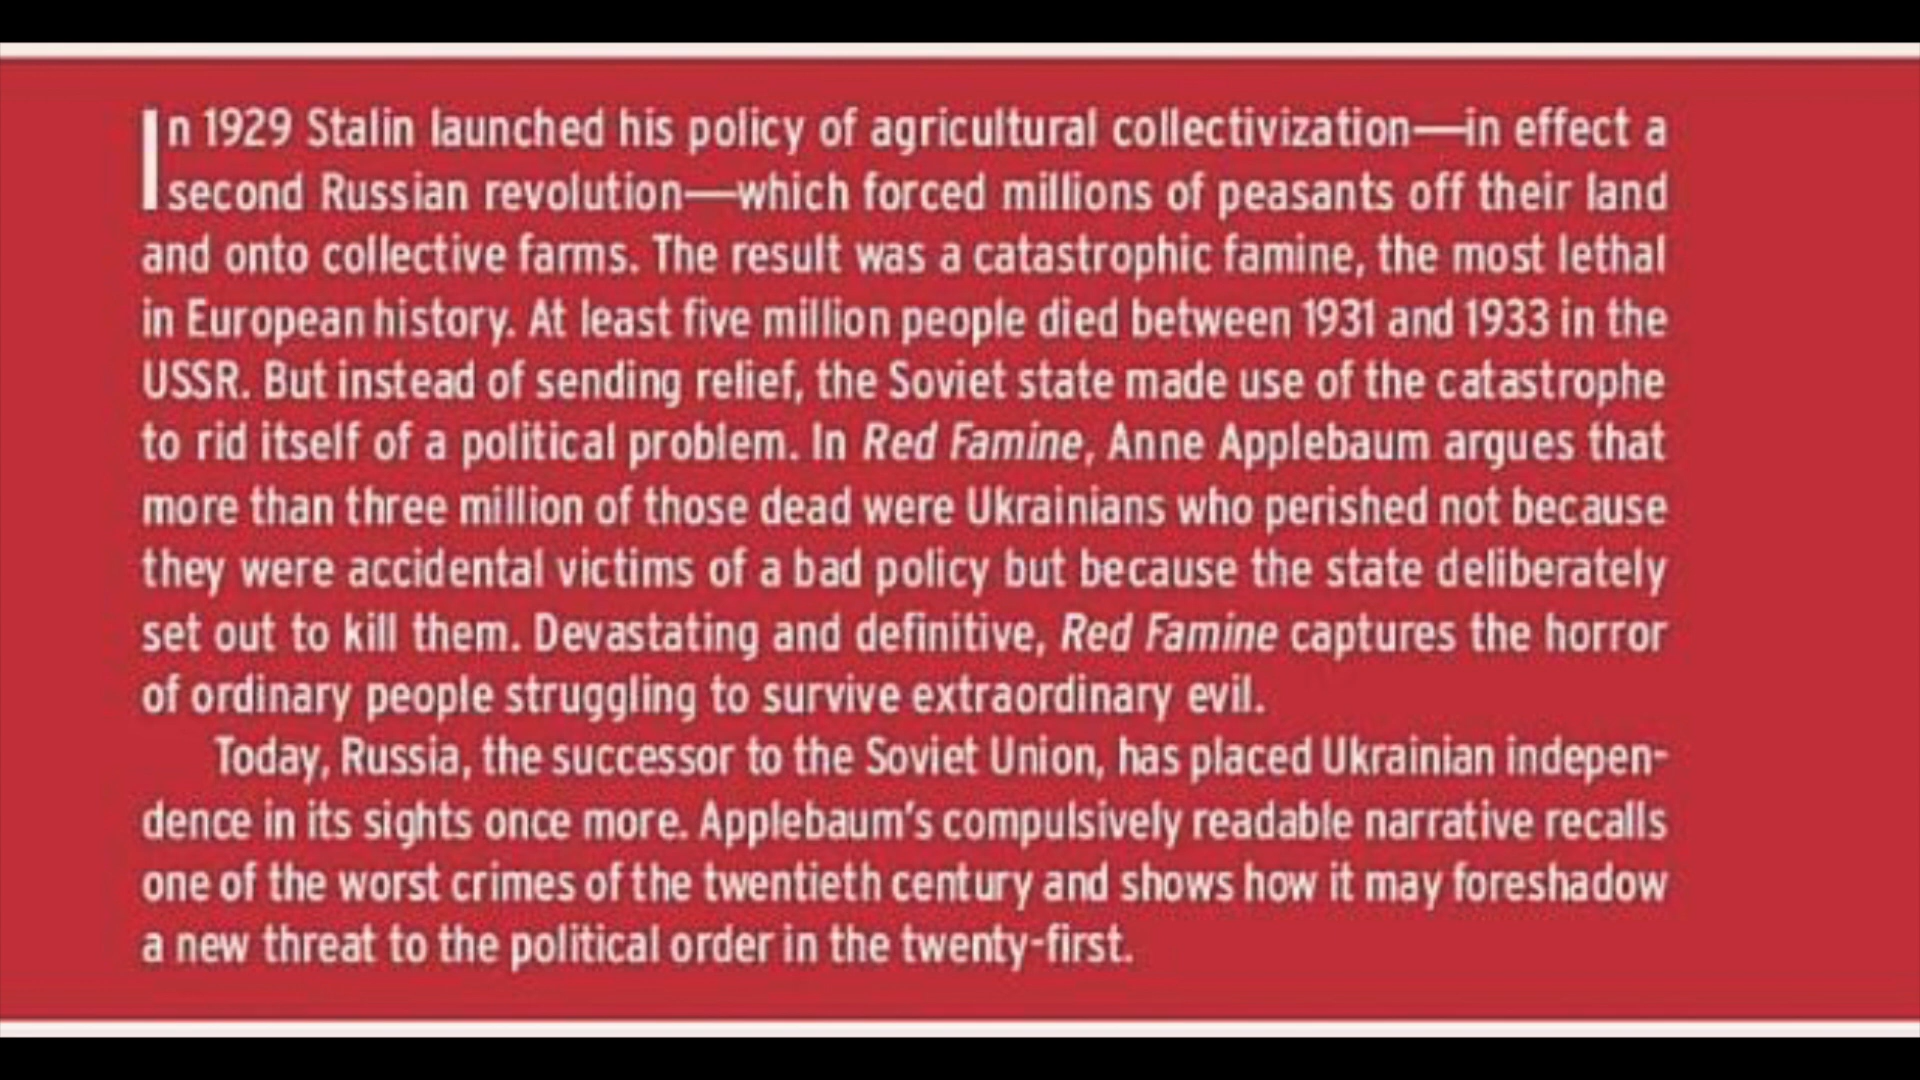 In 1929 Stalin launched his policy of agricultural collectivization—in effect a
second Russian revolution—which forced millions of peasants off their land
and onto collective farms. The result was a catastrophic famine, the most lethal
in European history. At least five million people died between 1931 and 1933 in the
USSR. But instead of sending relief, the Soviet state made use of the catastrophe
to rid itself of a political problem. In Red Famine, Anne Applebaum argues that
more than three million of those dead were Ukrainians who perished not because
they were accidental victims of a bad policy but because the state deliberately
set out to kill them. Devastating and definitive, Red Famine captures the horror
of ordinary people struggling to survive extraordinary evil.
Today, Russia, the successor to the Soviet Union, has placed Ukrainian indepen-
dence in its sights once more. Applebaum's compulsively readable narrative recalls
one of the worst crimes of the twentieth century and shows how it may foreshadow
a new threat to the political order in the twenty-first.